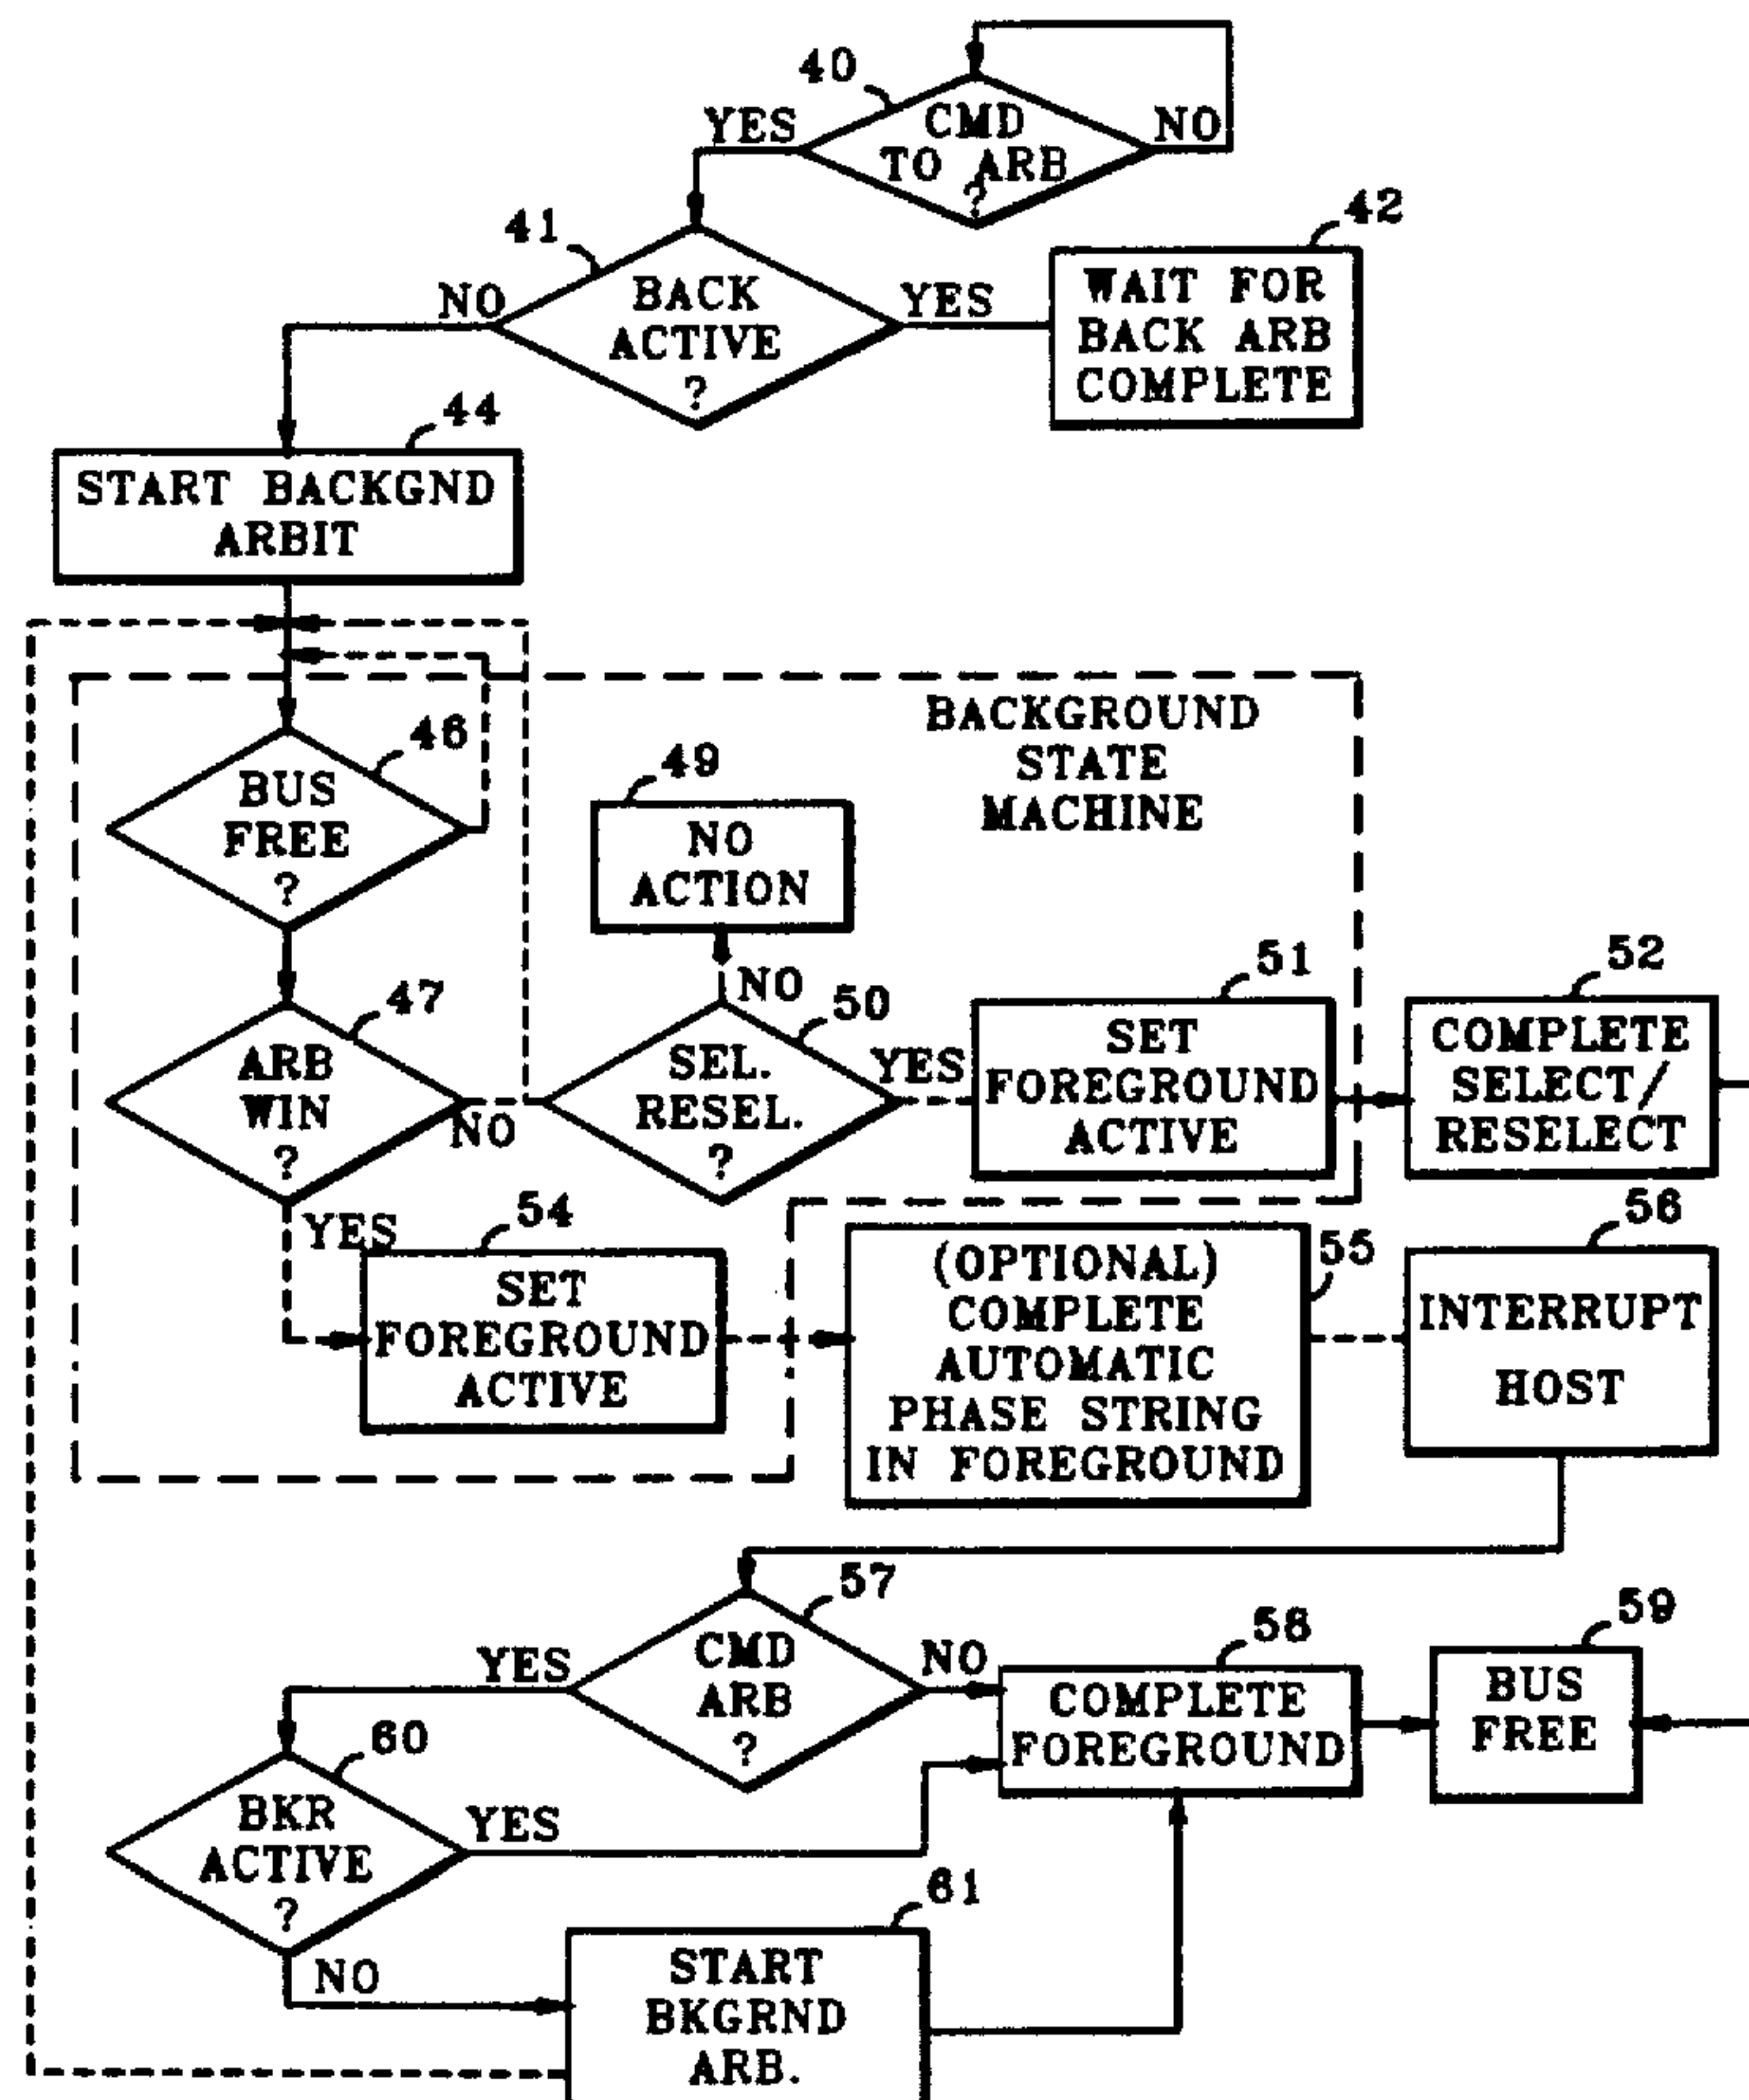 40
YES
CMD
TO ARB
?
NO
41
NO
BACK
ACTIVE
?
YES
42
WAIT FOR
BACK ARB
COMPLETE
44
START BACKGND
ARBIT
BACKGROUND
STATE
MACHINE
46
BUS
FREE
?
49
NO
ACTION
NO
47
ARB
WIN
?
NO
50
SEL.
RESEL.
?
YES
51
SET
FOREGROUND
ACTIVE
52
COMPLETE
SELECT/
RESELECT
YES
54
SET
FOREGROUND
ACTIVE
55
(OPTIONAL)
COMPLETE
AUTOMATIC
PHASE STRING
IN FOREGROUND
56
INTERRUPT
HOST
57
YES
CMD
ARB
?
NO
58
COMPLETE
FOREGROUND
59
BUS
FREE
60
BKR
ACTIVE
?
YES
NO
61
START
BKGRND
ARB.